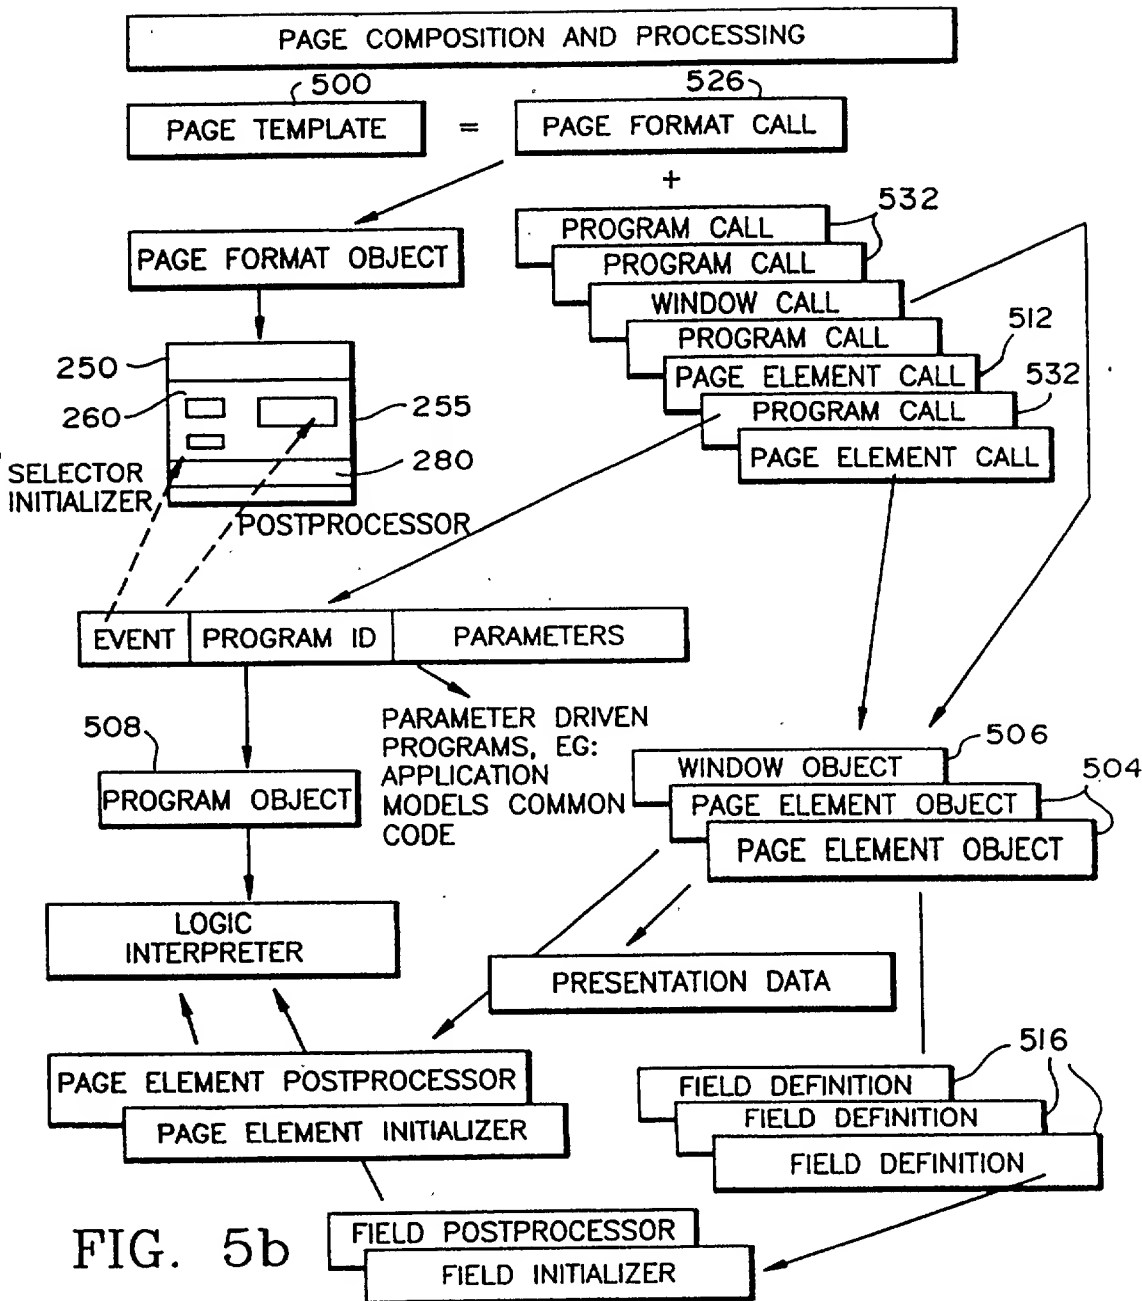 PAGE COMPOSITION AND PROCESSING
500
526
PAGE TEMPLATE = PAGE FORMAT CALL
+
532
PROGRAM CALL
PROGRAM CALL
PAGE FORMAT OBJECT
WINDOW CALL
PROGRAM CALL
512
PAGE ELEMENT CALL
532
PROGRAM CALL
PAGE ELEMENT CALL
250
260
255
280
SELECTOR
INITIALIZER
POSTPROCESSOR
EVENT PROGRAM ID PARAMETERS
PARAMETER DRIVEN
PROGRAMS, EG:
APPLICATION
MODELS COMMON
CODE
508
PROGRAM OBJECT
506
WINDOW OBJECT
504
PAGE ELEMENT OBJECT
PAGE ELEMENT OBJECT
LOGIC
INTERPRETER
PRESENTATION DATA
PAGE ELEMENT POSTPROCESSOR
PAGE ELEMENT INITIALIZER
516
FIELD DEFINITION
FIELD DEFINITION
FIELD DEFINITION
FIELD POSTPROCESSOR
FIELD INITIALIZER
FIG. 5b